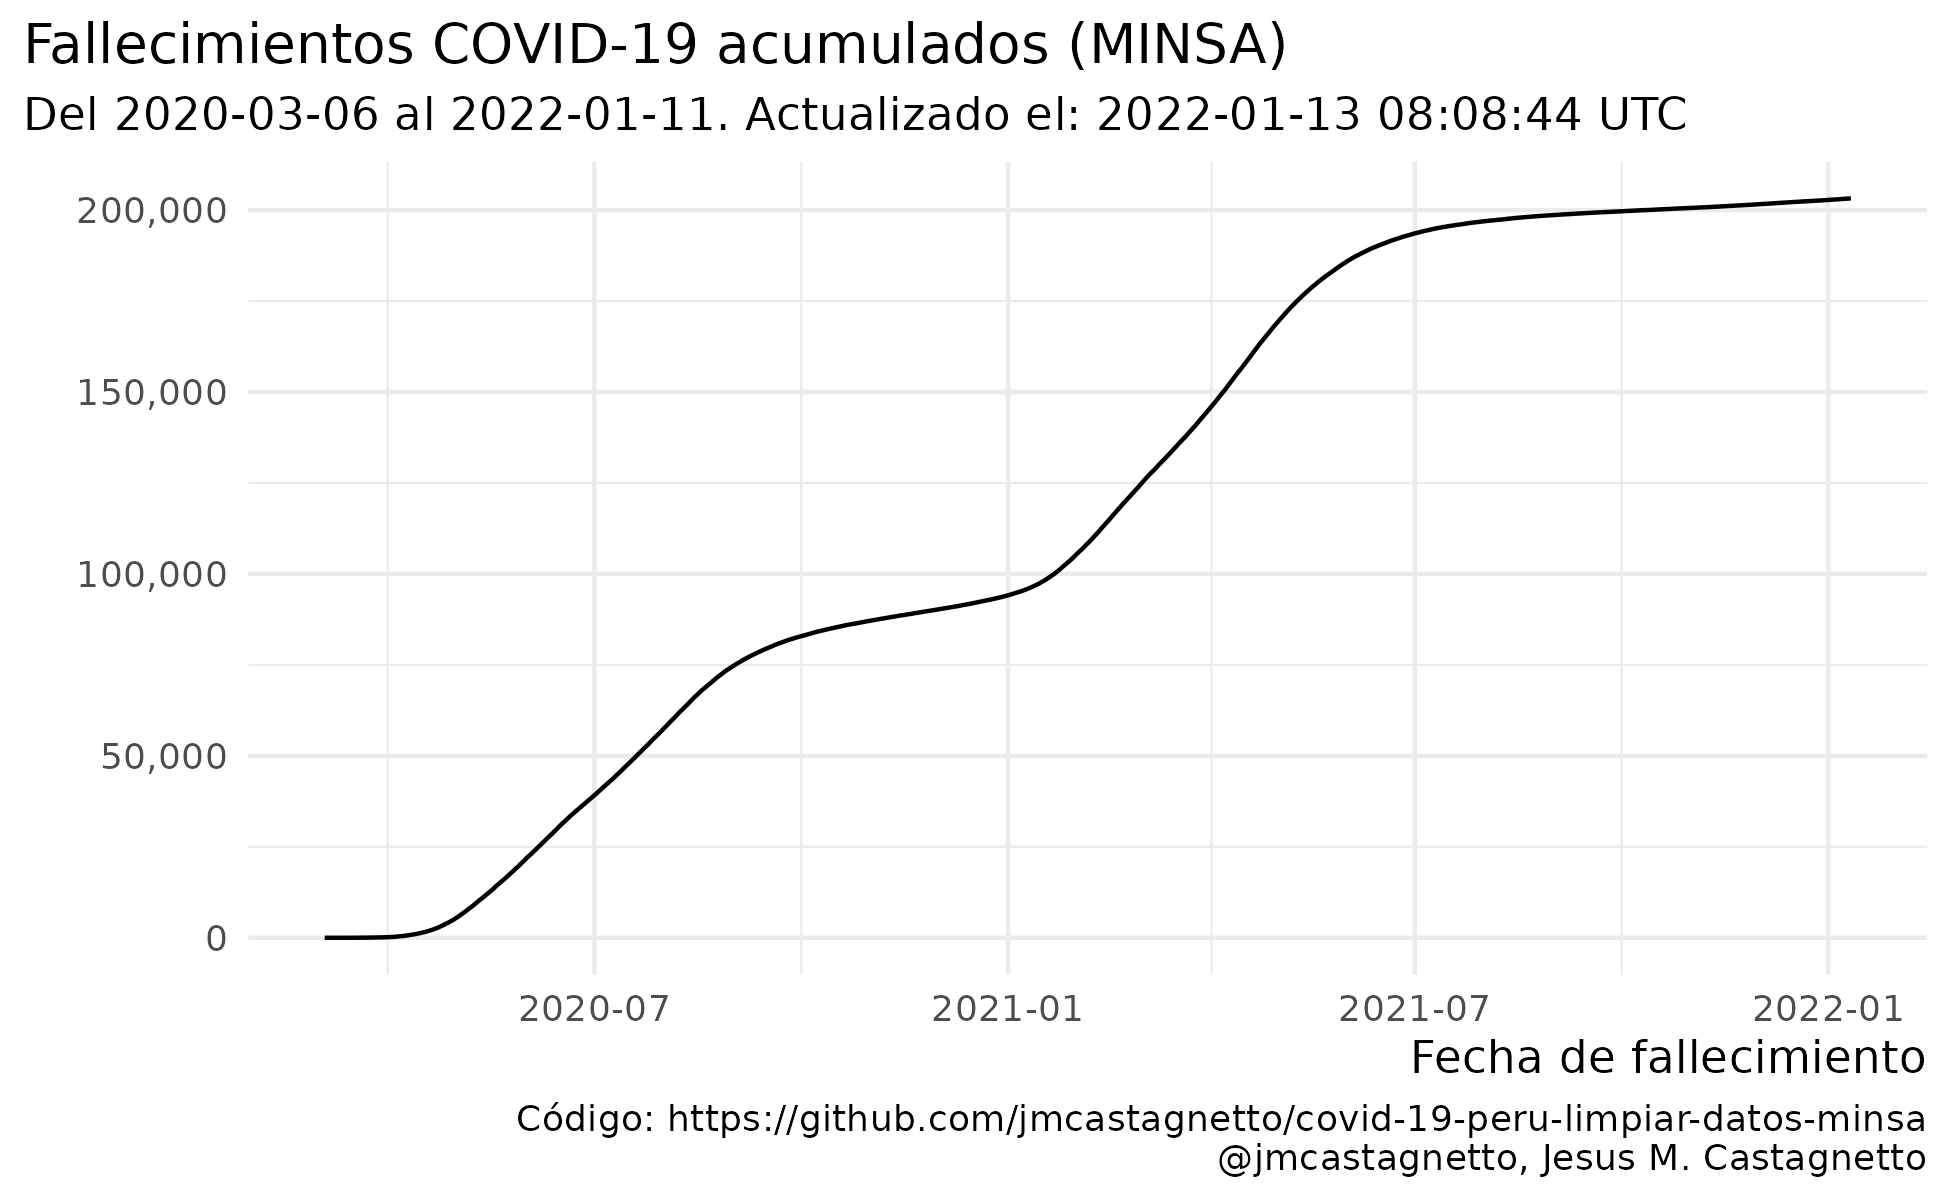 Fallecimientos COVID-19 acumulados (MINSA)
Del 2020-03-06 al 2022-01-11. Actualizado el: 2022-01-13 08:08:44 UTC
200,000
150,000
100,000
50,000
0
2020-07 2021-01 2021-07 2022-01
Fecha de fallecimiento
Código: https://github.com/jmcastagnetto/covid-19-peru-limpiar-datos-minsa
@jmcastagnetto, Jesus M. Castagnetto